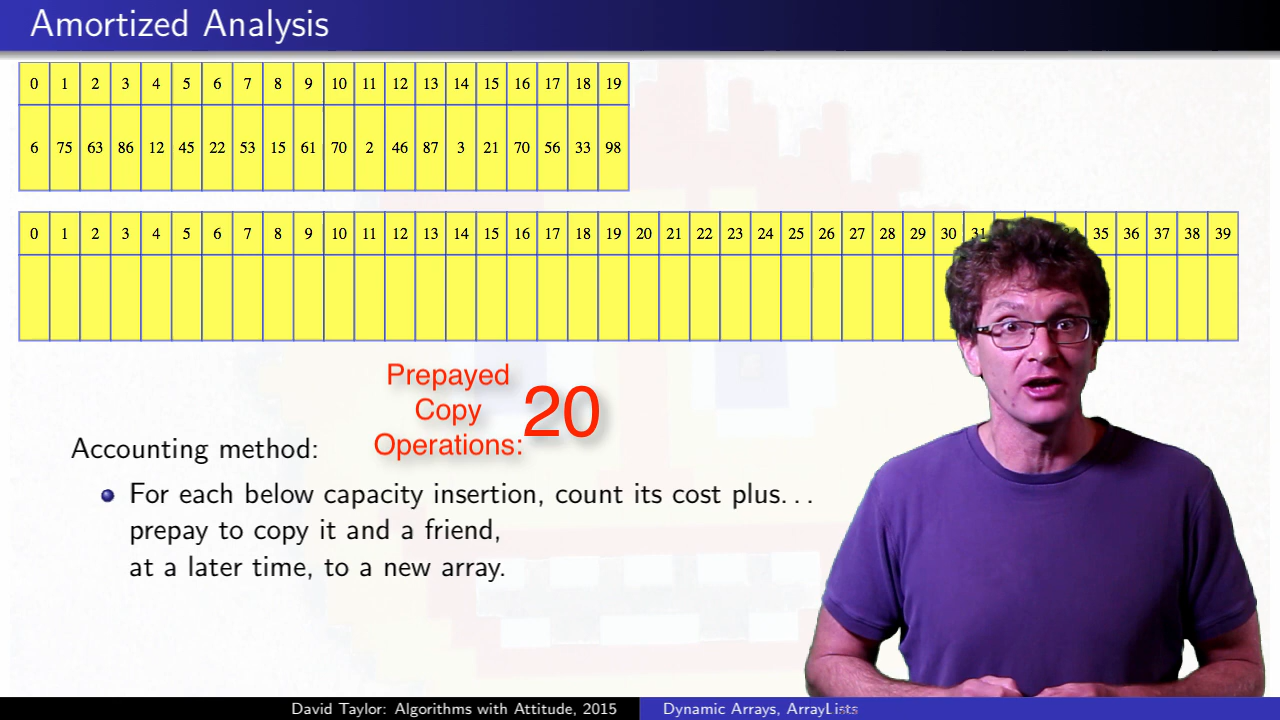 Amortized Analysis
0 1 2 3 4 5 6 7 8 9 10 11 12 13 14 15 16 17 18 19
6 75 63 86 12 45 22 53 15 61 70 2 46 87 3 21 70 56 33 98
0 1 2 3 4 5 6 7 8 9 10 11 12 13 14 15 16 17 18 19 20 21 22 23 24 25 26 27 28 29 30 31 35 36 37 38 39
Prepayed
Copy
Operations: 20
Accounting method:
For each below capacity insertion, count its cost plus...
prepay to copy it and a friend,
at a later time, to a new array.
David Taylor: Algorithms with Attitude, 2015 Dynamic Arrays, ArrayLists